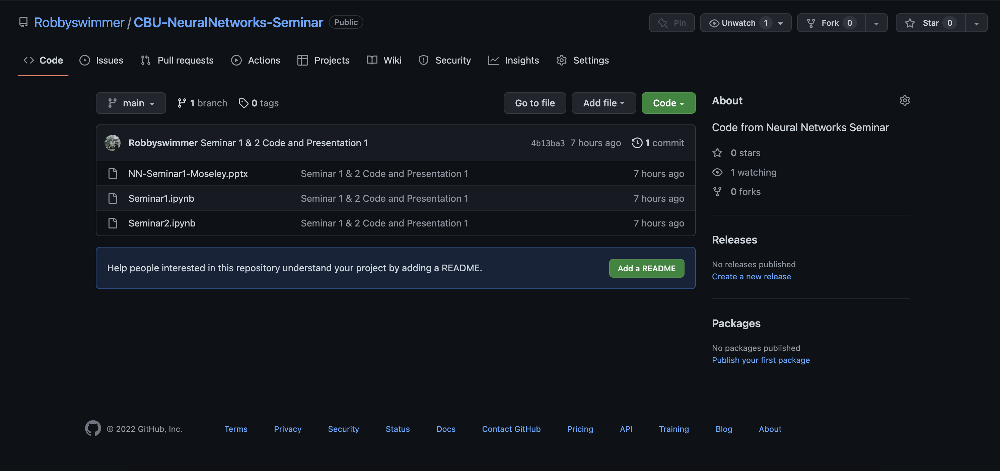 Robbyswimmer / CBU-NeuralNetworks-Seminar Public Pin Unwatch 1 Fork 0 Star 0
Code Issues Pull requests Actions Projects Wiki Security Insights Settings
main 1 branch 0 tags Go to file Add file Code
Robbyswimmer Seminar 1 & 2 Code and Presentation 1 4b13ba3 7 hours ago 1 commit
NN-Seminar1-Moseley.pptx Seminar 1 & 2 Code and Presentation 1 7 hours ago
Seminar1.ipynb Seminar 1 & 2 Code and Presentation 1 7 hours ago
Seminar2.ipynb Seminar 1 & 2 Code and Presentation 1 7 hours ago
Help people interested in this repository understand your project by adding a README. Add a README
About
Code from Neural Networks Seminar
0 stars
1 watching
0 forks
Releases
No releases published
Create a new release
Packages
No packages published
Publish your first package
© 2022 GitHub, Inc. Terms Privacy Security Status Docs Contact GitHub Pricing API Training Blog About